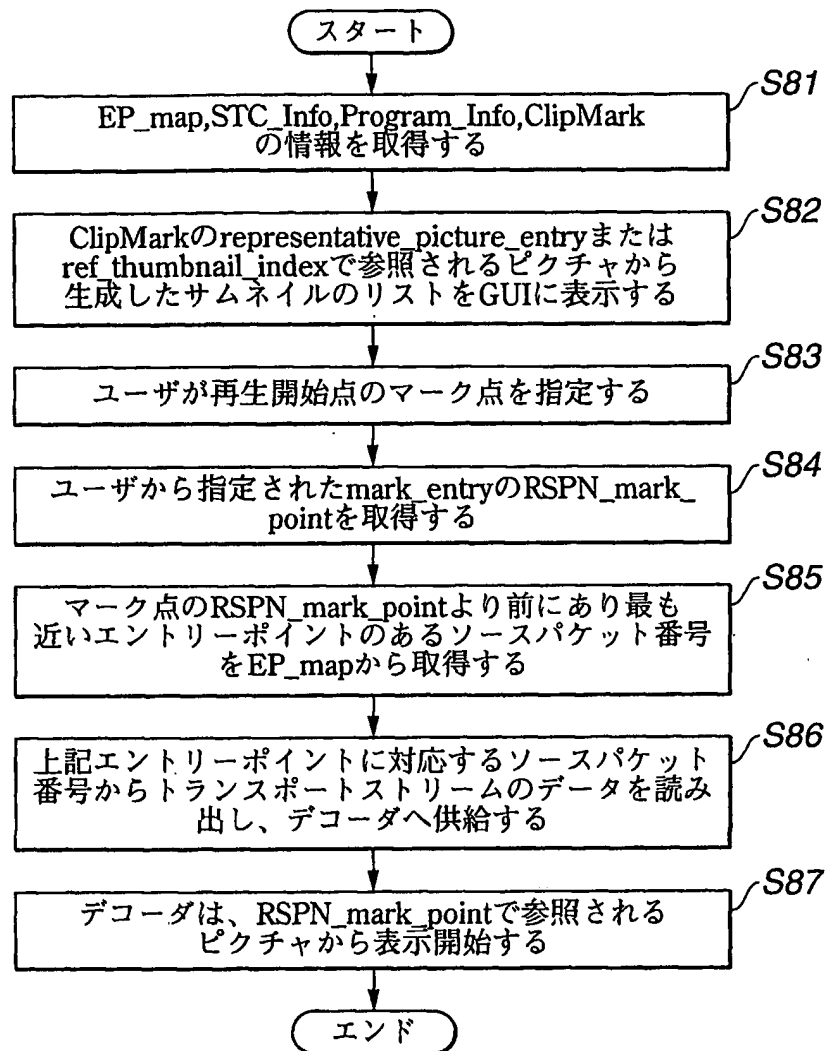 スタート
S81
EP_map,STC_Info,Program_Info,ClipMark
の情報を取得する
S82
ClipMarkのrepresentative_picture_entryまたは
ref_thumbnail_indexで参照されるピクチャから
生成したサムネイルのリストをGUIに表示する
S83
ユーザが再生開始点のマーク点を指定する
S84
ユーザから指定されたmark_entryのRSPN_mark_
pointを取得する
S85
マーク点のRSPN_mark_pointより前にあり最も
近いエントリーポイントのあるソースパケット番号
をEP_mapから取得する
S86
上記エントリーポイントに対応するソースパケット
番号からトランスポートストリームのデータを読み
出し、デコーダへ供給する
S87
デコーダは、RSPN_mark_pointで参照される
ピクチャから表示開始する
エンド